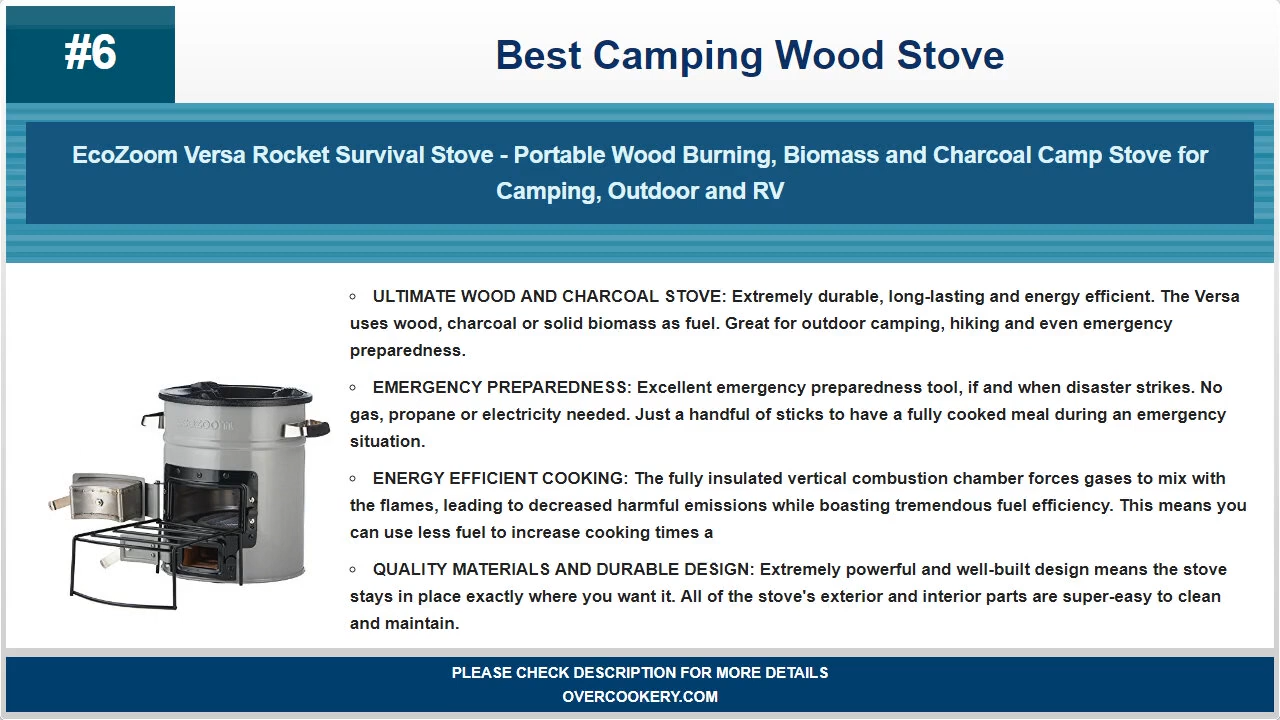 #6
Best Camping Wood Stove
EcoZoom Versa Rocket Survival Stove - Portable Wood Burning, Biomass and Charcoal Camp Stove for
Camping, Outdoor and RV
ULTIMATE WOOD AND CHARCOAL STOVE: Extremely durable, long-lasting and energy efficient. The Versa
uses wood, charcoal or solid biomass as fuel. Great for outdoor camping, hiking and even emergency
preparedness.
EMERGENCY PREPAREDNESS: Excellent emergency preparedness tool, if and when disaster strikes. No
gas, propane or electricity needed. Just a handful of sticks to have a fully cooked meal during an emergency
situation.
ENERGY EFFICIENT COOKING: The fully insulated vertical combustion chamber forces gases to mix with
the flames, leading to decreased harmful emissions while boasting tremendous fuel efficiency. This means you
can use less fuel to increase cooking times a
QUALITY MATERIALS AND DURABLE DESIGN: Extremely powerful and well-built design means the stove
stays in place exactly where you want it. All of the stove's exterior and interior parts are super-easy to clean
and maintain.
PLEASE CHECK DESCRIPTION FOR MORE DETAILS
OVERCOOKERY.COM